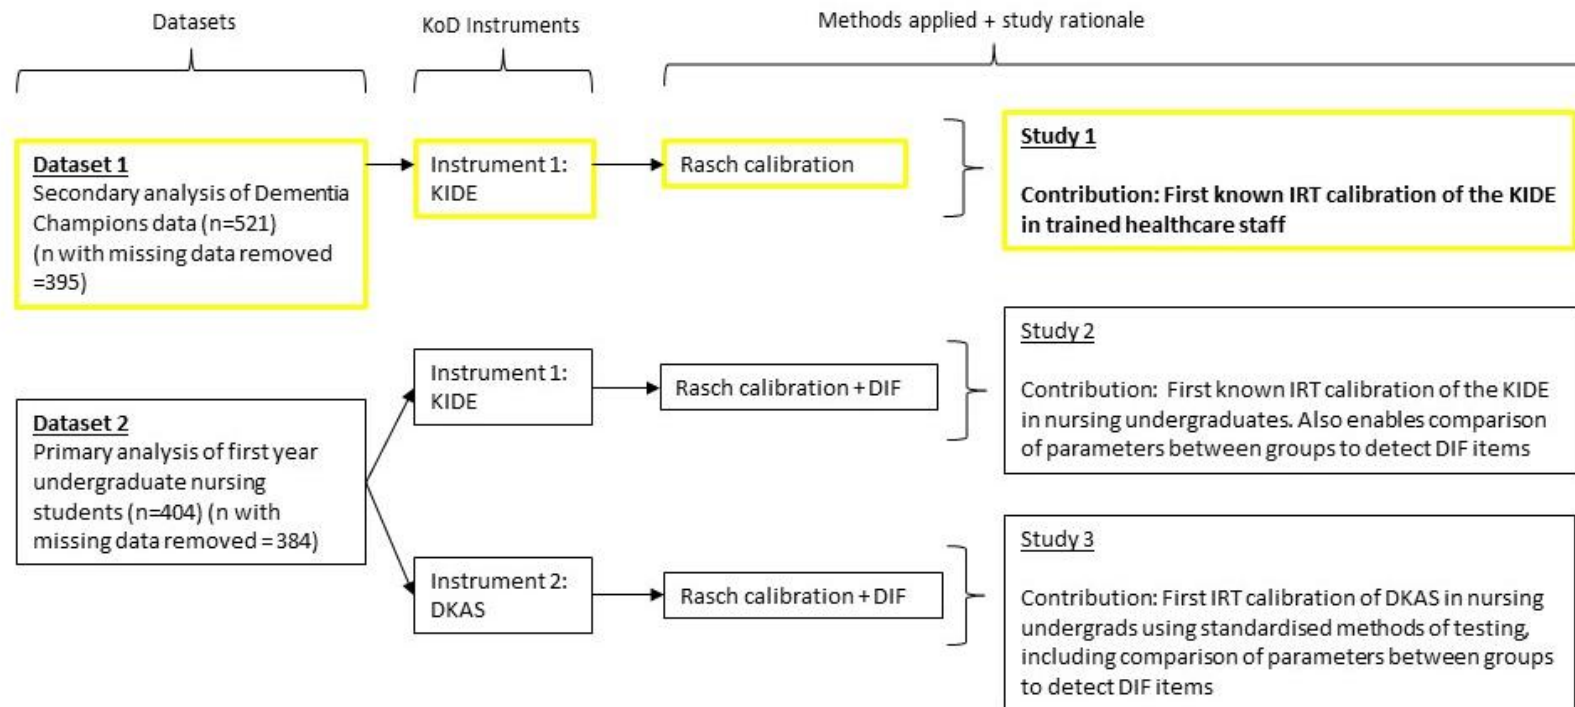 Datasets
KoD Instruments
Methods applied + study rationale
Dataset 1
Secondary analysis of Dementia
Champions data (n=521)
(n with missing data removed
=395)
Instrument 1:
KIDE
Rasch calibration
Study 1
Contribution: First known IRT calibration of the KIDE
in trained healthcare staff
Dataset 2
Primary analysis of first year
undergraduate nursing
students (n=404) (n with
missing data removed = 384)
Instrument 1:
KIDE
Rasch calibration + DIF
Study 2
Contribution: First known IRT calibration of the KIDE
in nursing undergraduates. Also enables comparison
of parameters between groups to detect DIF items
Instrument 2:
DKAS
Rasch calibration + DIF
Study 3
Contribution: First IRT calibration of DKAS in nursing
undergrads using standardised methods of testing,
including comparison of parameters between groups
to detect DIF items